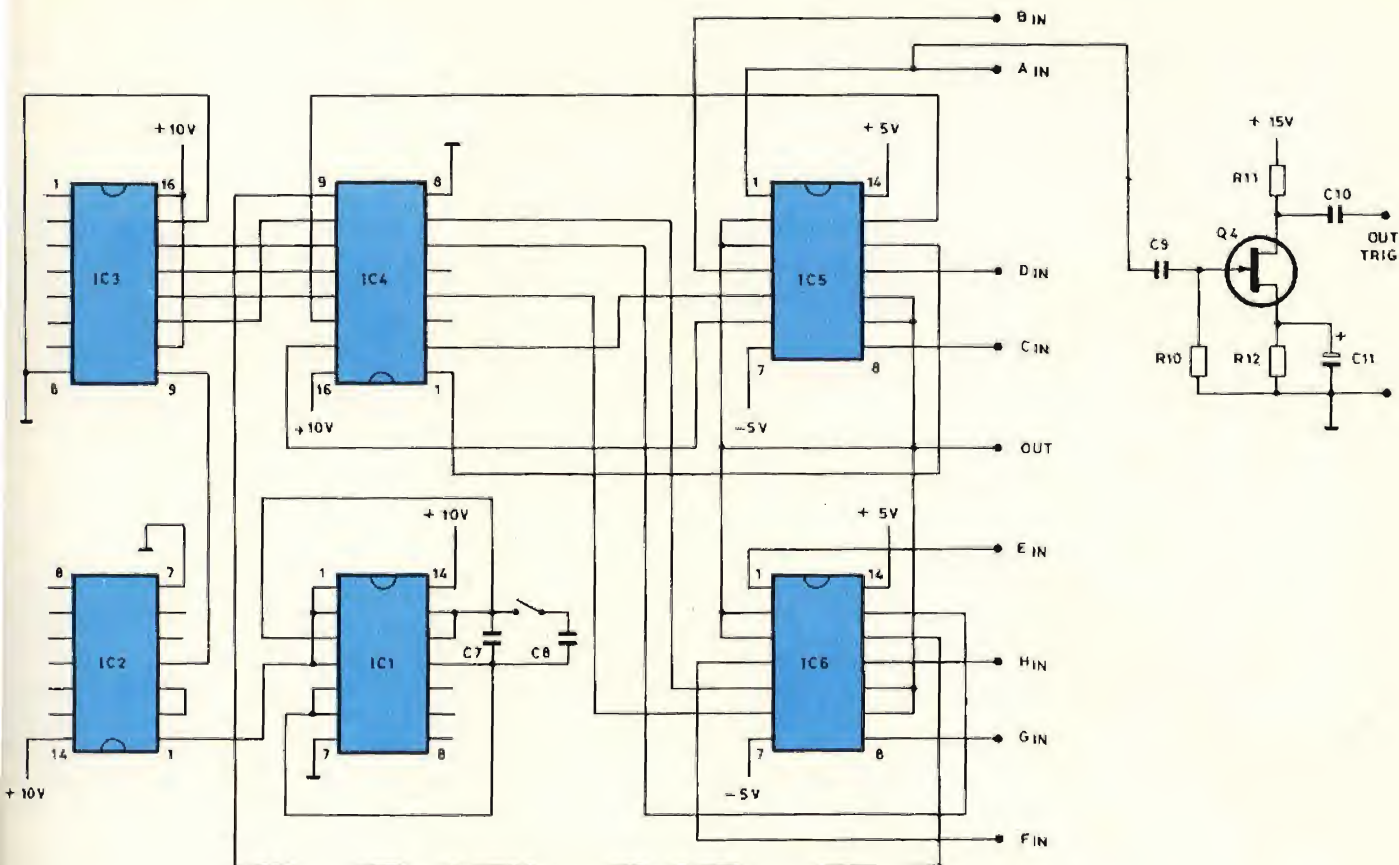 B IN
A IN
+ 10V
+ 5V
+ 15V
1
16
9
8
1
14
R11
C10
OUT
TRIG
Q4
C9
IC3
IC4
IC5
D IN
C IN
R10
R12
+
C11
8
9
16
1
7
8
+10V
-5V
OUT
+ 10V
+ 5V
8
7
1
14
1
14
E IN
C7
C8
IC2
IC1
IC6
H IN
14
1
7
8
7
8
G IN
+ 10V
-5V
F IN